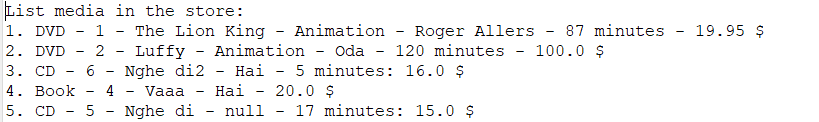 List media in the store:
1. DVD - 1 - The Lion King - Animation - Roger Allers - 87 minutes - 19.95 $
2. DVD - 2 - Luffy - Animation - Oda - 120 minutes - 100.0 $
3. CD - 6 - Nghe di2 - Hai - 5 minutes: 16.0 $
4. Book - 4 - Vaaa - Hai - 20.0 $
5. CD - 5 - Nghe di - null - 17 minutes: 15.0 $